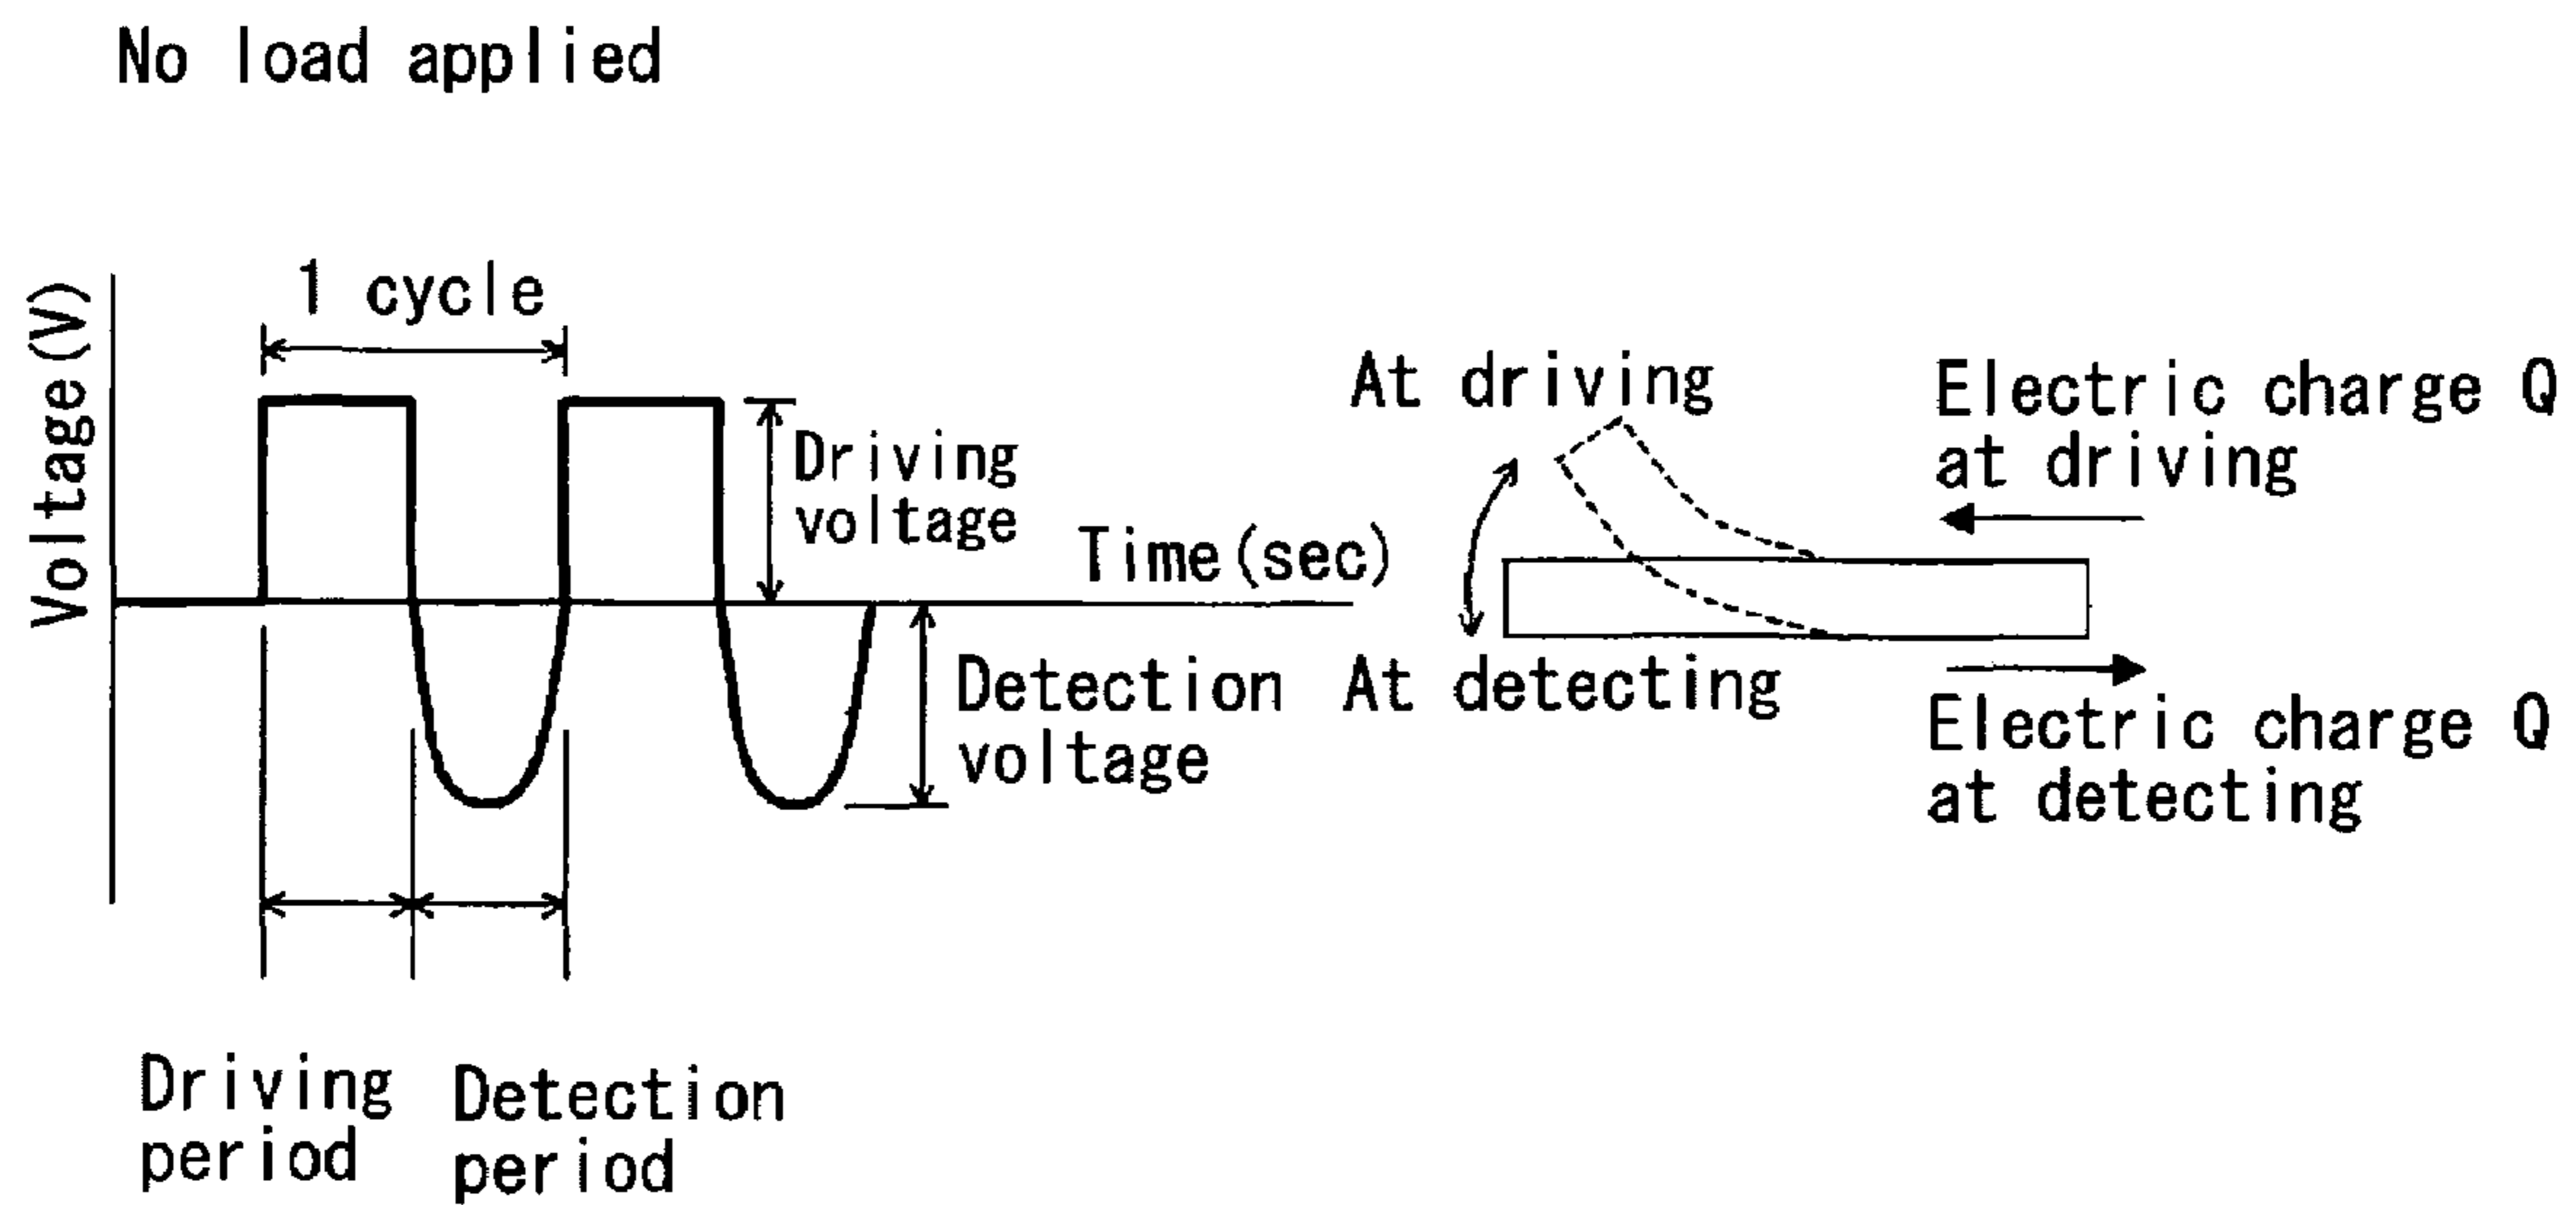 No load applied
1 cycle
Voltage(V)
Driving
voltage
Time(sec)
Detection
voltage
Driving
period
Detection
period
At driving
At detecting
Electric charge Q
at driving
Electric charge Q
at detecting